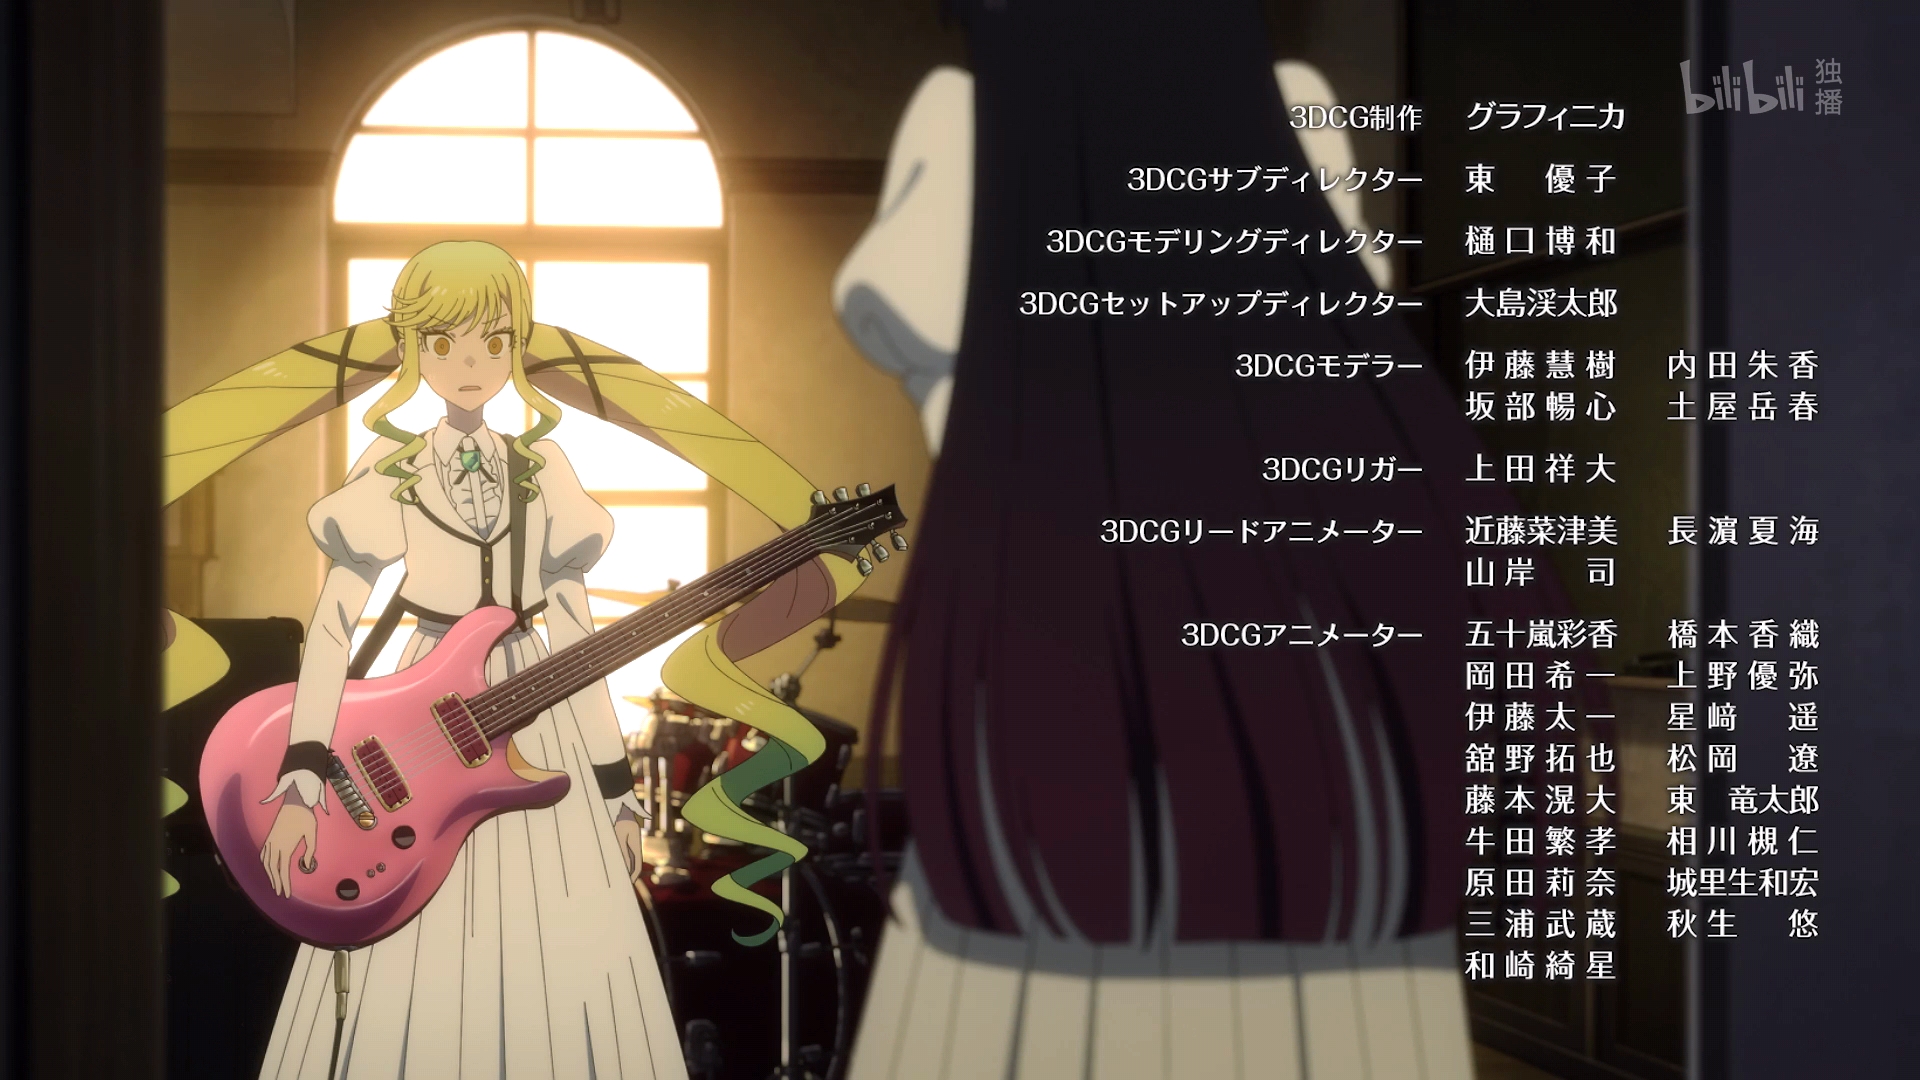 bilibili 独播
3DCG制作 グラフィニカ
3DCGサブディレクター 東 優子
3DCGモデリングディレクター 樋口博和
3DCGセットアップディレクター 大島渓太郎
3DCGモデラー 伊藤慧樹 内田朱香
坂部暢心 土屋岳春
3DCGリガー 上田祥大
3DCGリードアニメーター 近藤菜津美 長濵夏海
山岸 司
3DCGアニメーター 五十嵐彩香 橋本香織
岡田希一 上野優弥
伊藤太一 星﨑 遥
舘野拓也 松岡 遼
藤本滉大 東 竜太郎
牛田繁孝 相川槻仁
原田莉奈 城里生和宏
三浦武蔵 秋生 悠
和崎綺星